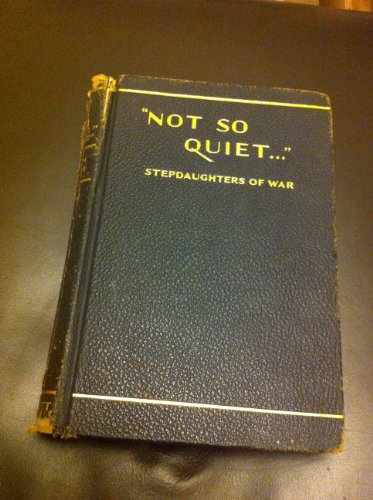 "NOT SO
QUIET..."
STEPDAUGHTERS OF WAR